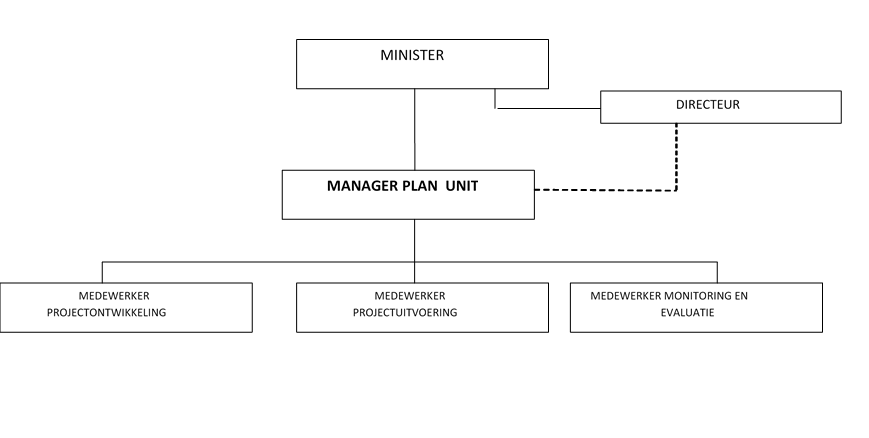 MINISTER
DIRECTEUR
MANAGER PLAN  UNIT
MEDEWERKER
PROJECTONTWIKKELING
MEDEWERKER
PROJECTUITVOERING
MEDEWERKER MONITORING EN
EVALUATIE